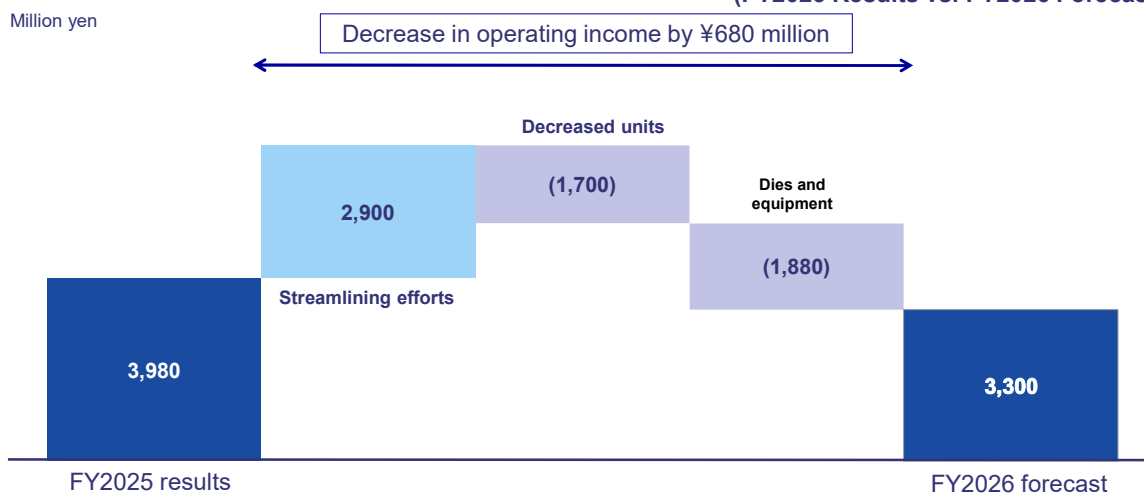 Million yen
Decrease in operating income by ¥680 million
Decreased units
(1,700)
Dies and
equipment
2,900
(1,880)
Streamlining efforts
3,980
3,300
FY2025 results
FY2026 forecast